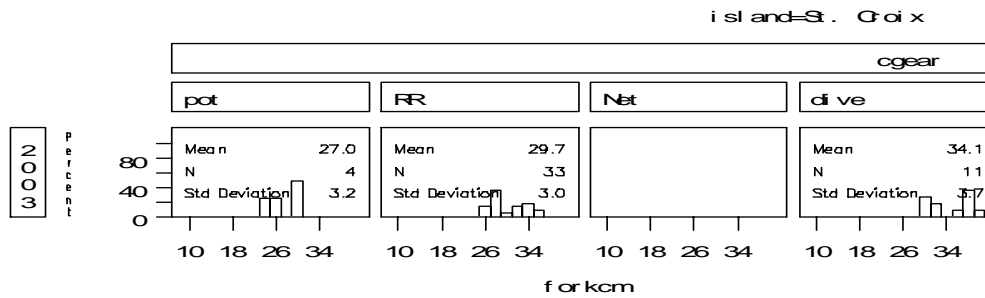 island=St. Croix
cgear
pot RR Net dive
2003
Percent
80
40
0
Mean 27.0
N 4
Std Deviation 3.2
Mean 29.7
N 33
Std Deviation 3.0
Mean 34.1
N 11
Std Deviation 3.7
10 18 26 34 10 18 26 34 10 18 26 34 10 18 26 34
forkcm